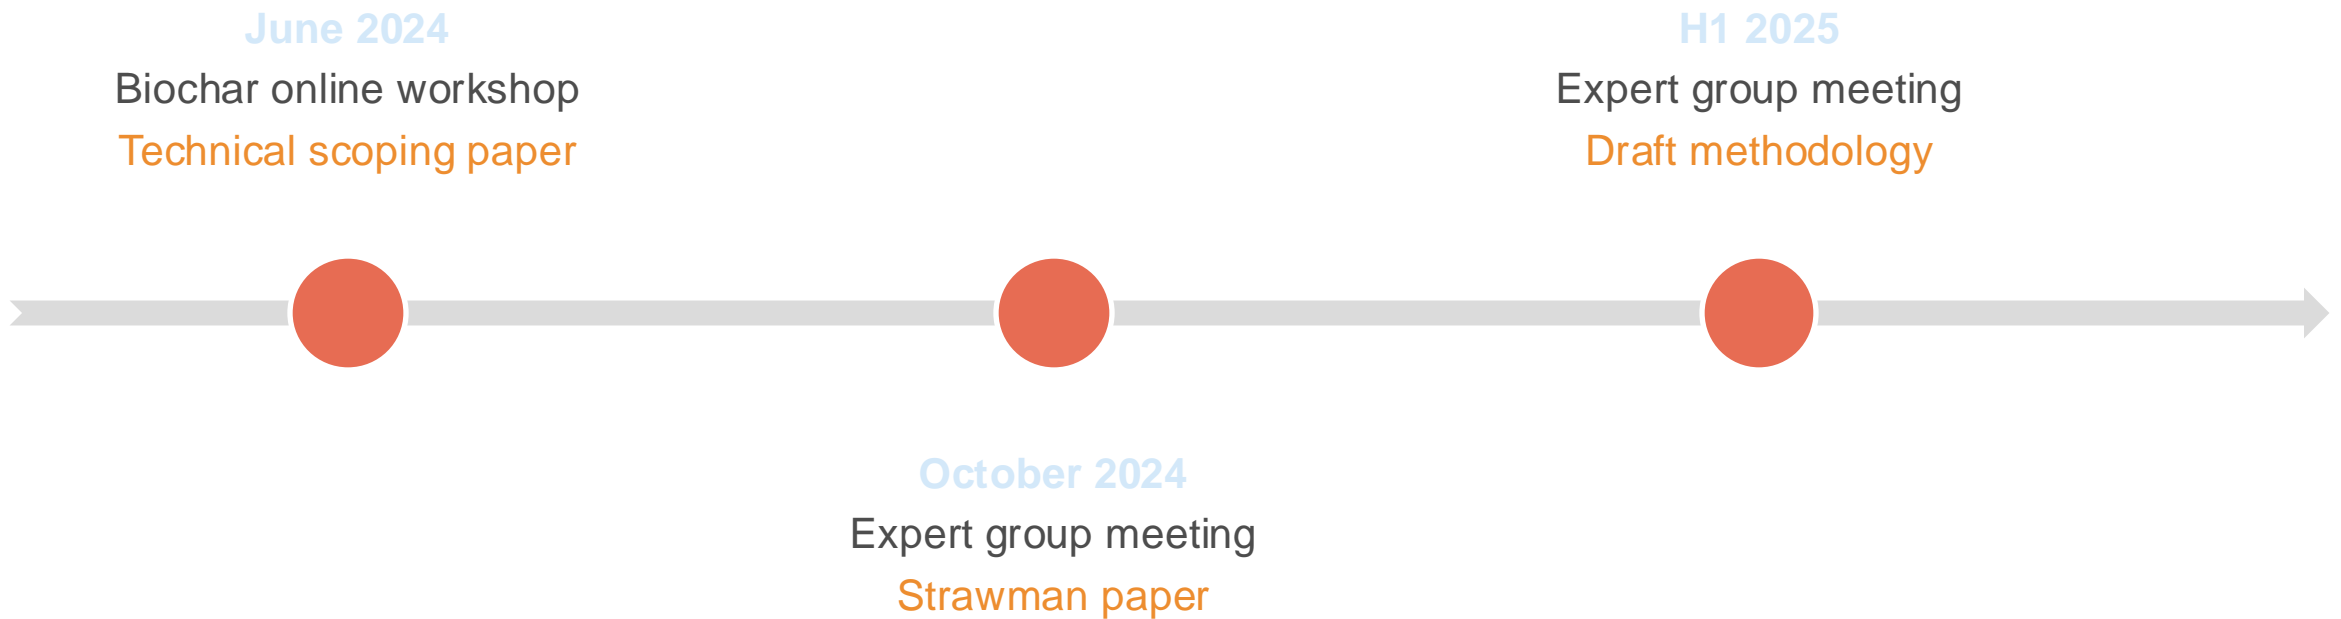 June 2024
Biochar online workshop
Technical scoping paper
October 2024
Expert group meeting
Strawman paper
H1 2025
Expert group meeting
Draft methodology